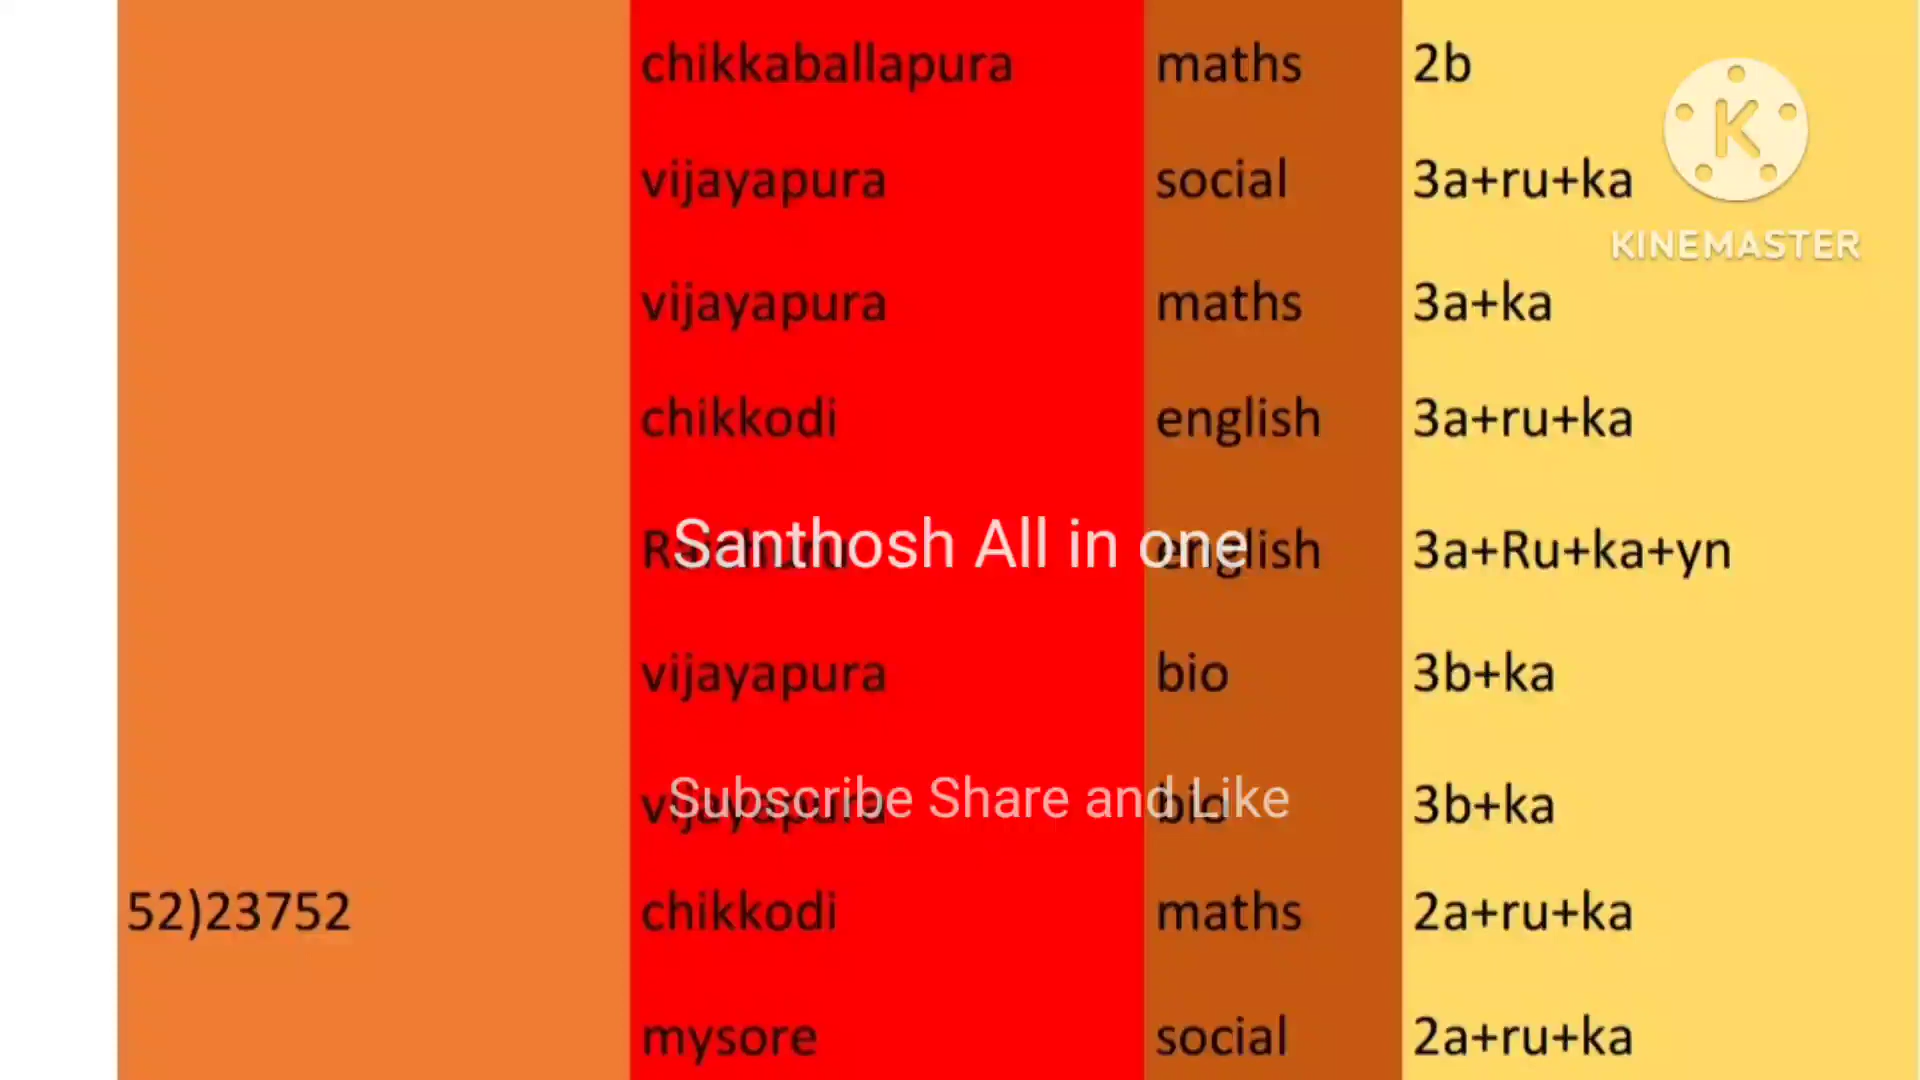 chikkaballapura maths 2b
vijayapura social 3a+ru+ka
KINEMASTER
vijayapura maths 3a+ka
chikkodi english 3a+ru+ka
Santhosh All in one
english 3a+Ru+ka+yn
vijayapura bio 3b+ka
Subscribe Share and Like
vijayapura bio 3b+ka
52)23752 chikkodi maths 2a+ru+ka
mysore social 2a+ru+ka